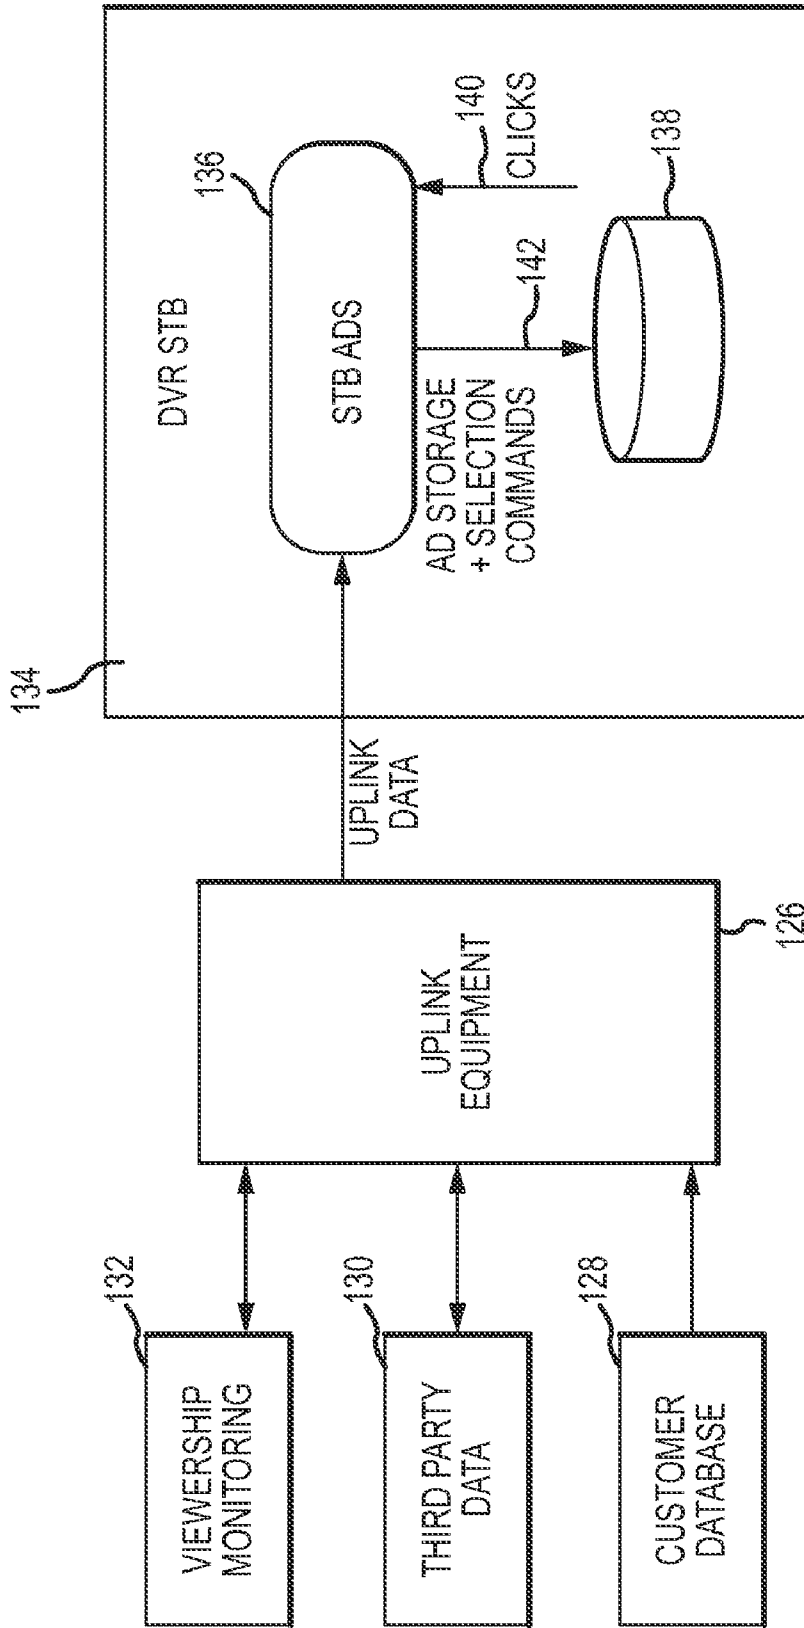 132
VIEWERSHIP
MONITORING
130
THIRD PARTY
DATA
128
CUSTOMER
DATABASE
UPLINK
EQUIPMENT
126
UPLINK
DATA
134
DVR STB
136
STB ADS
AD STORAGE
+ SELECTION
COMMANDS
142
140
CLICKS
138